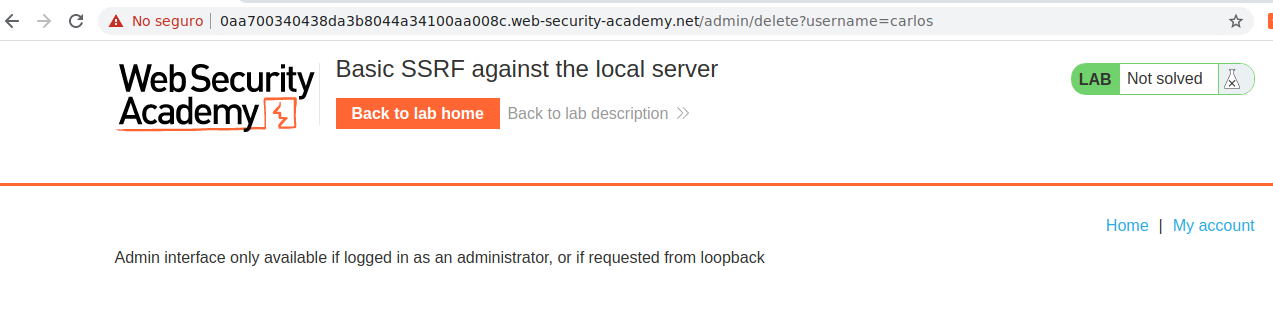 No seguro 0aa700340438da3b8044a34100aa008c.web-security-academy.net/admin/delete?username=carlos
Web Security
Academy
Basic SSRF against the local server
Back to lab home Back to lab description
LAB Not solved
Home | My account
Admin interface only available if logged in as an administrator, or if requested from loopback